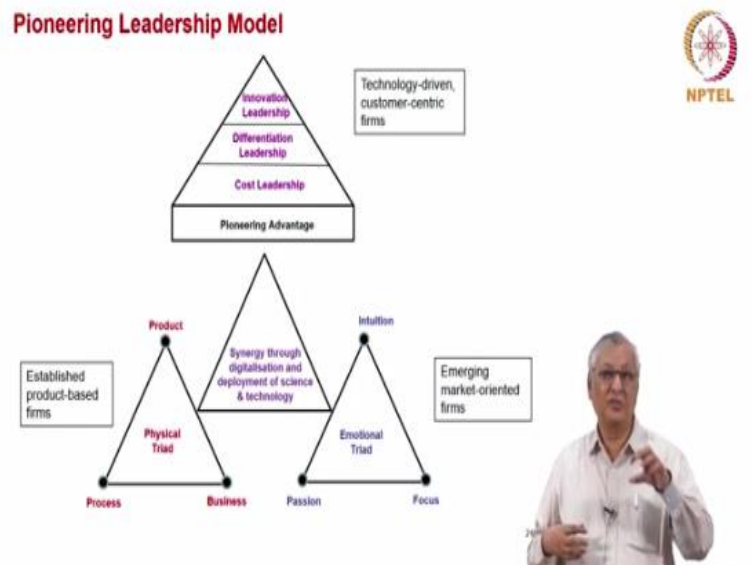 Pioneering Leadership Model
NPTEL
Innovation
Leadership
Differentiation
Leadership
Cost Leadership
Pioneering Advantage
Technology-driven,
customer-centric
firms
Product
Physical
Triad
Process
Business
Established
product-based
firms
Synergy through
digitalisation and
deployment of science
& technology
Intuition
Emotional
Triad
Passion
Focus
Emerging
market-oriented
firms